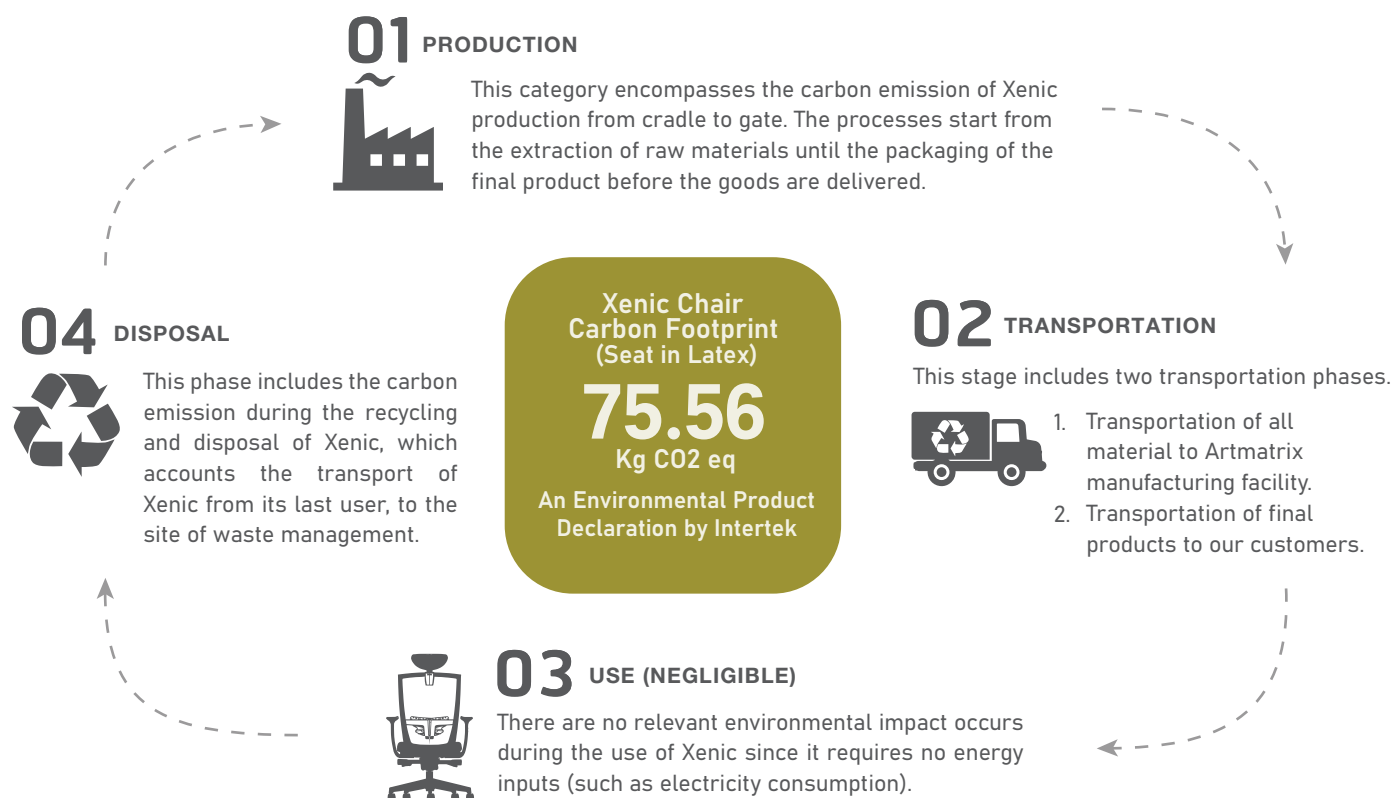 01 PRODUCTION
This category encompasses the carbon emission of Xenic
production from cradle to gate. The processes start from
the extraction of raw materials until the packaging of the
final product before the goods are delivered.
02 TRANSPORTATION
This stage includes two transportation phases.
1. Transportation of all
material to Artmatrix
manufacturing facility.
2. Transportation of final
products to our customers.
03 USE (NEGLIGIBLE)
There are no relevant environmental impact occurs
during the use of Xenic since it requires no energy
inputs (such as electricity consumption).
04 DISPOSAL
This phase includes the carbon
emission during the recycling
and disposal of Xenic, which
accounts the transport of
Xenic from its last user, to the
site of waste management.
Xenic Chair
Carbon Footprint
(Seat in Latex)
75.56
Kg CO2 eq
An Environmental Product
Declaration by Intertek